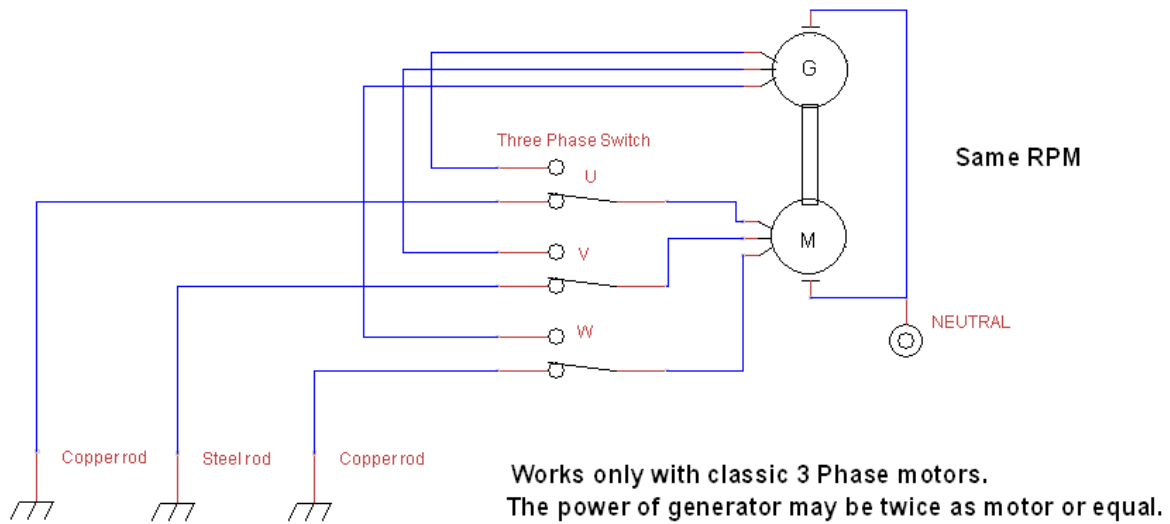 G
Three Phase Switch
U
Same RPM
M
V
NEUTRAL
W
Copper rod
Steel rod
Copper rod
Works only with classic 3 Phase motors.
The power of generator may be twice as motor or equal.